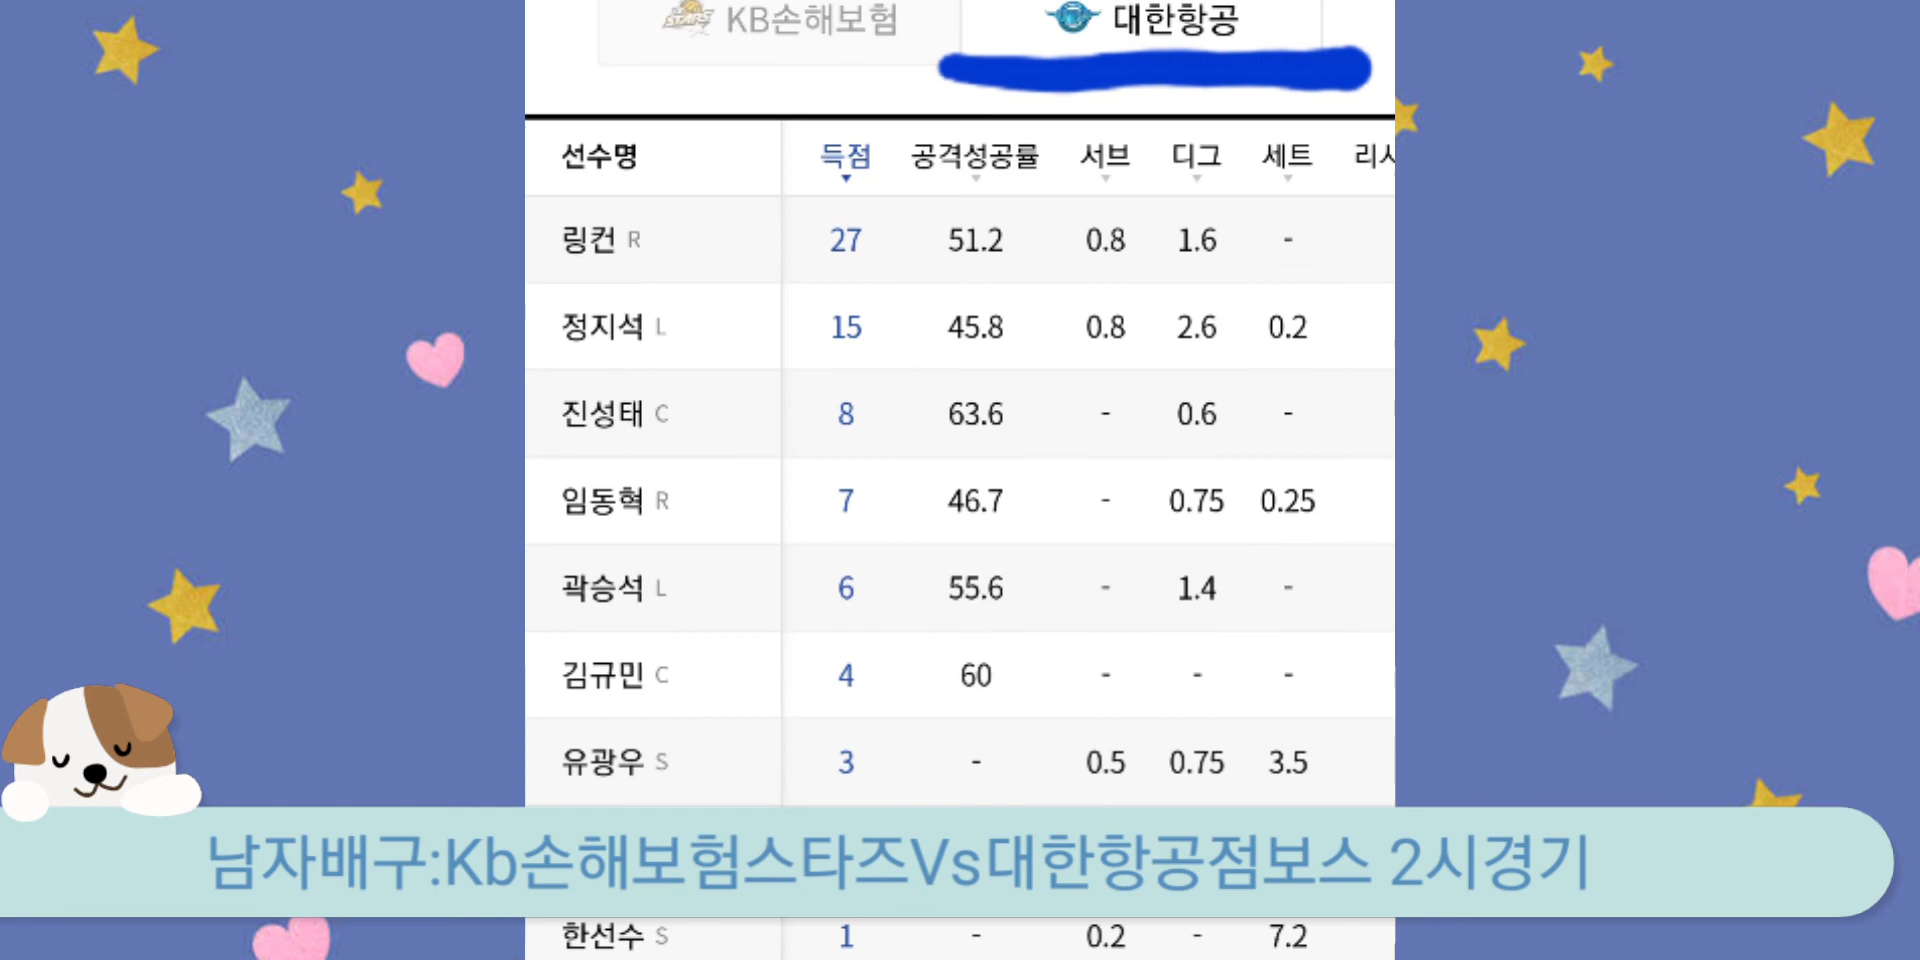 STARS KB손해보험 대한항공
선수명 득점 공격성공률 서브 디그 세트 리시
링컨 R 27 51.2 0.8 1.6 -
정지석 L 15 45.8 0.8 2.6 0.2
진성태 C 8 63.6 - 0.6 -
임동혁 R 7 46.7 - 0.75 0.25
곽승석 L 6 55.6 - 1.4 -
김규민 C 4 60 - - -
유광우 S 3 - 0.5 0.75 3.5
남자배구:Kb손해보험스타즈Vs대한항공점보스 2시경기
한선수 S 1 - 0.2 - 7.2